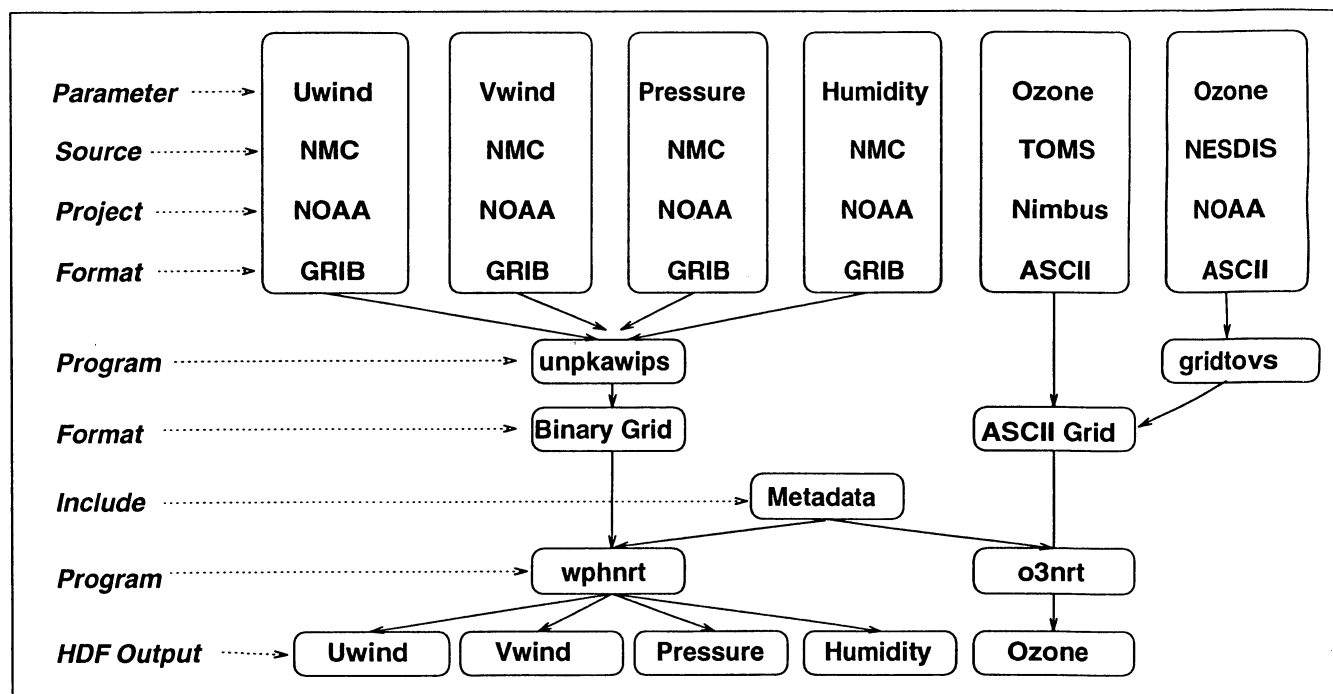 Parameter Uwind Vwind Pressure Humidity Ozone Ozone
Source NMC NMC NMC NMC TOMS NESDIS
Project NOAA NOAA NOAA NOAA Nimbus NOAA
Format GRIB GRIB GRIB GRIB ASCII ASCII
Program unpkawips gridtovs
Format Binary Grid ASCII Grid
Include Metadata
Program wphnrt o3nrt
HDF Output Uwind Vwind Pressure Humidity Ozone